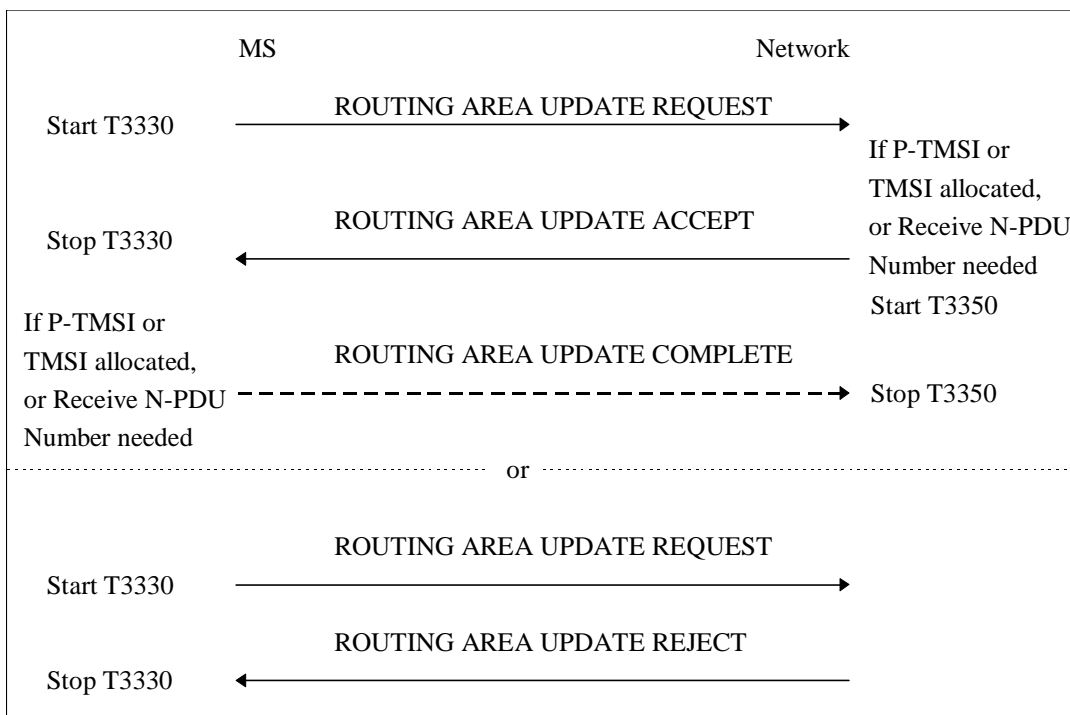 MS
Network
ROUTING AREA UPDATE REQUEST
Start T3330
If P-TMSI or
TMSI allocated,
or Receive N-PDU
Number needed
Start T3350
ROUTING AREA UPDATE ACCEPT
Stop T3330
If P-TMSI or
TMSI allocated,
or Receive N-PDU
Number needed
ROUTING AREA UPDATE COMPLETE
Stop T3350
or
ROUTING AREA UPDATE REQUEST
Start T3330
ROUTING AREA UPDATE REJECT
Stop T3330